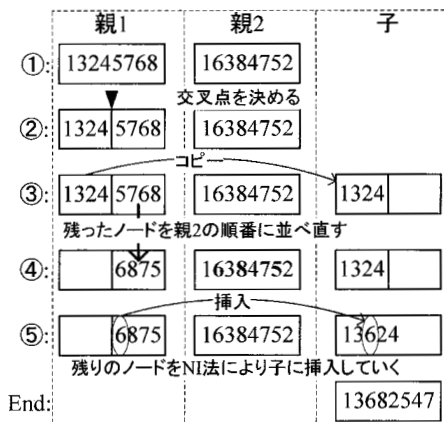 親1 親2 子
①: 13245768 16384752
交叉点を決める
②: 1324 5768 16384752
コピー
③: 1324 5768 16384752 1324
残ったノードを親2の順番に並べ直す
④: 6875 16384752 1324
挿入
⑤: 6875 16384752 13624
残りのノードをNI法により子に挿入していく
End: 13682547